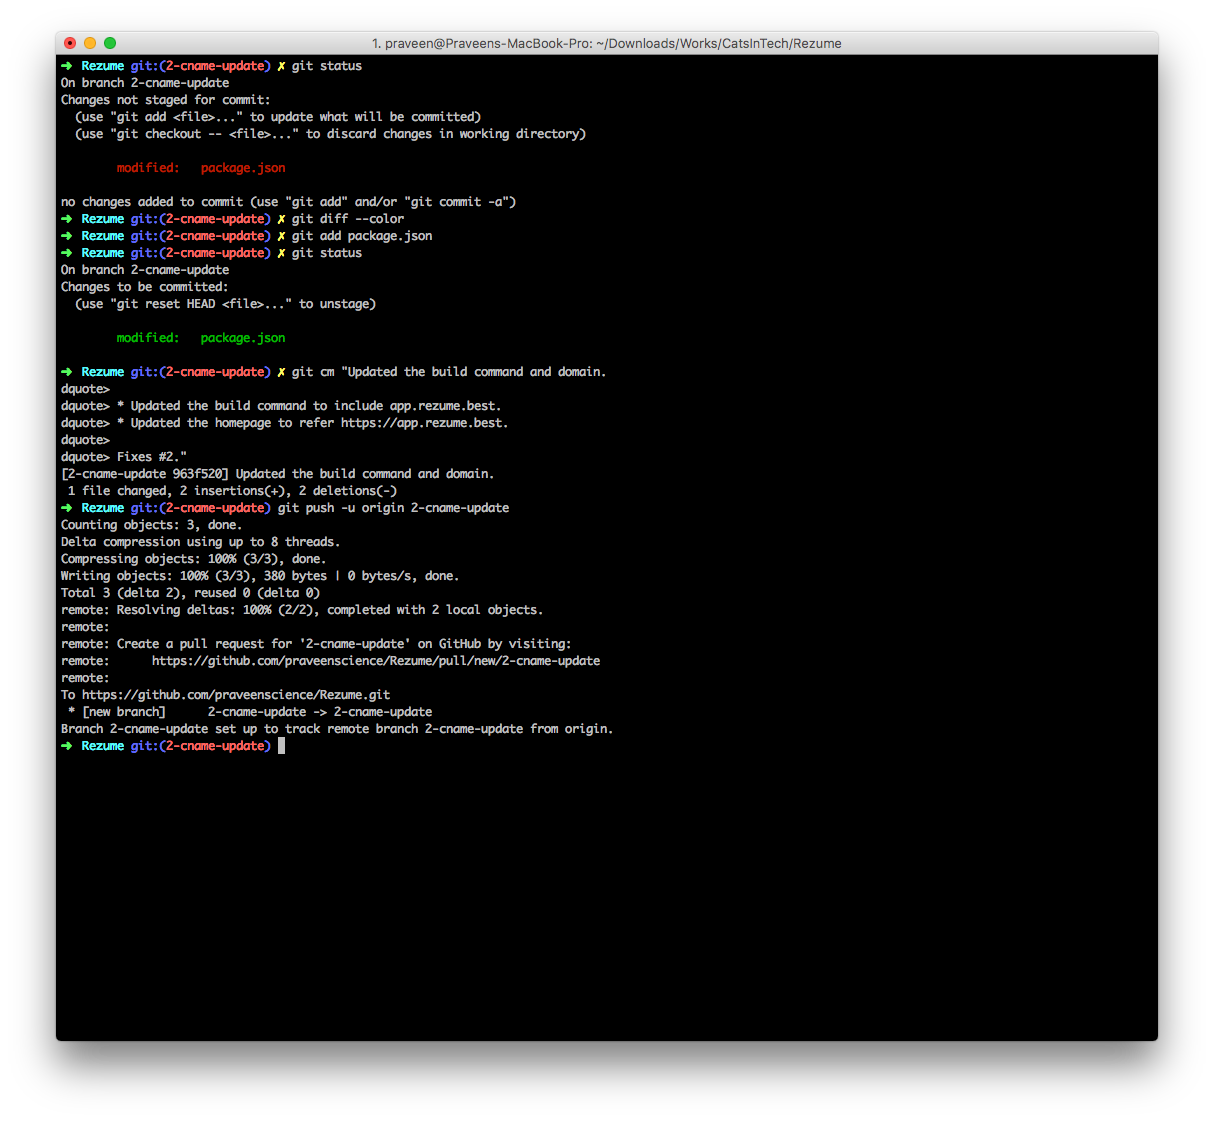 1. praveen@Praveens-MacBook-Pro: ~/Downloads/Works/CatsInTech/Rezume
➜ Rezume git:(2-cname-update) ✗ git status
On branch 2-cname-update
Changes not staged for commit:
  (use "git add <file>..." to update what will be committed)
  (use "git checkout -- <file>..." to discard changes in working directory)
        modified:   package.json
no changes added to commit (use "git add" and/or "git commit -a")
➜ Rezume git:(2-cname-update) ✗ git diff --color
➜ Rezume git:(2-cname-update) ✗ git add package.json
➜ Rezume git:(2-cname-update) ✗ git status
On branch 2-cname-update
Changes to be committed:
  (use "git reset HEAD <file>..." to unstage)
        modified:   package.json
➜ Rezume git:(2-cname-update) ✗ git cm "Updated the build command and domain.
dquote>
dquote> * Updated the build command to include app.rezume.best.
dquote> * Updated the homepage to refer https://app.rezume.best.
dquote>
dquote> Fixes #2."
[2-cname-update 963f520] Updated the build command and domain.
 1 file changed, 2 insertions(+), 2 deletions(-)
➜ Rezume git:(2-cname-update) git push -u origin 2-cname-update
Counting objects: 3, done.
Delta compression using up to 8 threads.
Compressing objects: 100% (3/3), done.
Writing objects: 100% (3/3), 380 bytes | 0 bytes/s, done.
Total 3 (delta 2), reused 0 (delta 0)
remote: Resolving deltas: 100% (2/2), completed with 2 local objects.
remote:
remote: Create a pull request for '2-cname-update' on GitHub by visiting:
remote:      https://github.com/praveenscience/Rezume/pull/new/2-cname-update
remote:
To https://github.com/praveenscience/Rezume.git
 * [new branch]      2-cname-update -> 2-cname-update
Branch 2-cname-update set up to track remote branch 2-cname-update from origin.
➜ Rezume git:(2-cname-update)